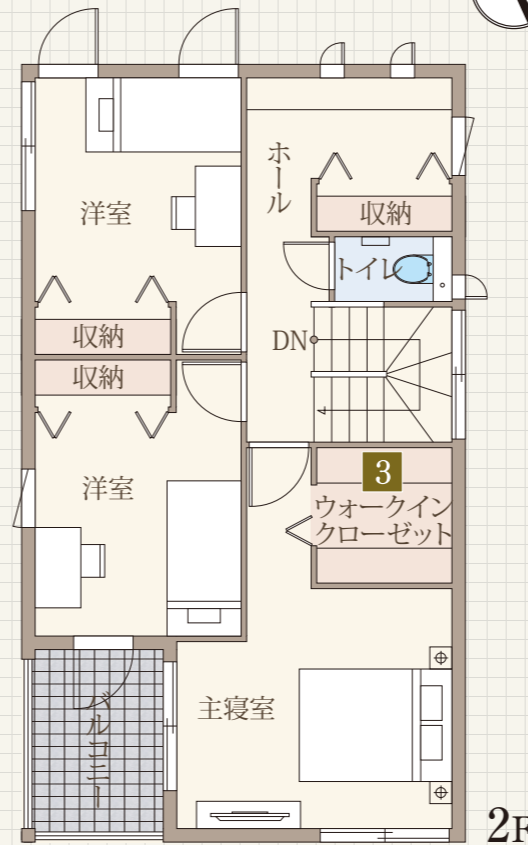 ホール
洋室
収納
トイレ
収納
DN
収納
3
洋室
ウォークイン
クローゼット
主寝室
バルコニー
2F